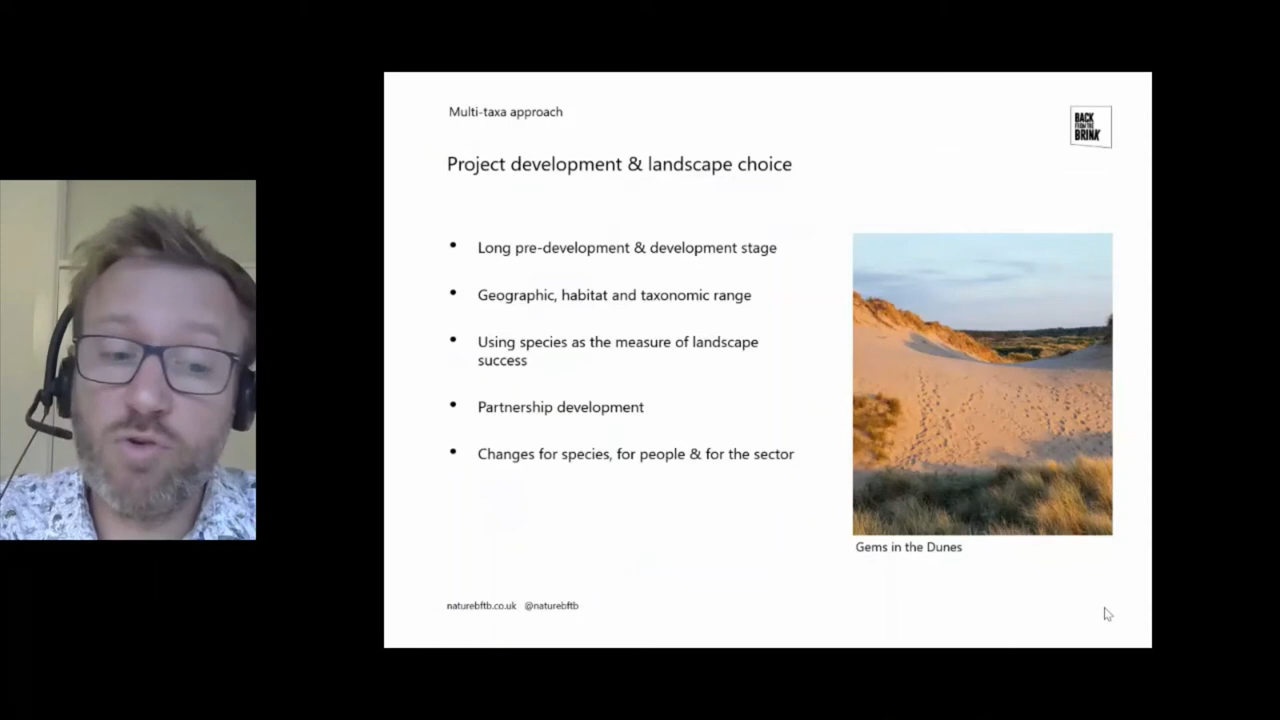 Multi-taxa approach
BACK
FROM THE
BRINK
Project development & landscape choice
• Long pre-development & development stage
• Geographic, habitat and taxonomic range
• Using species as the measure of landscape
success
• Partnership development
• Changes for species, for people & for the sector
Gems in the Dunes
naturebftb.co.uk @naturebftb